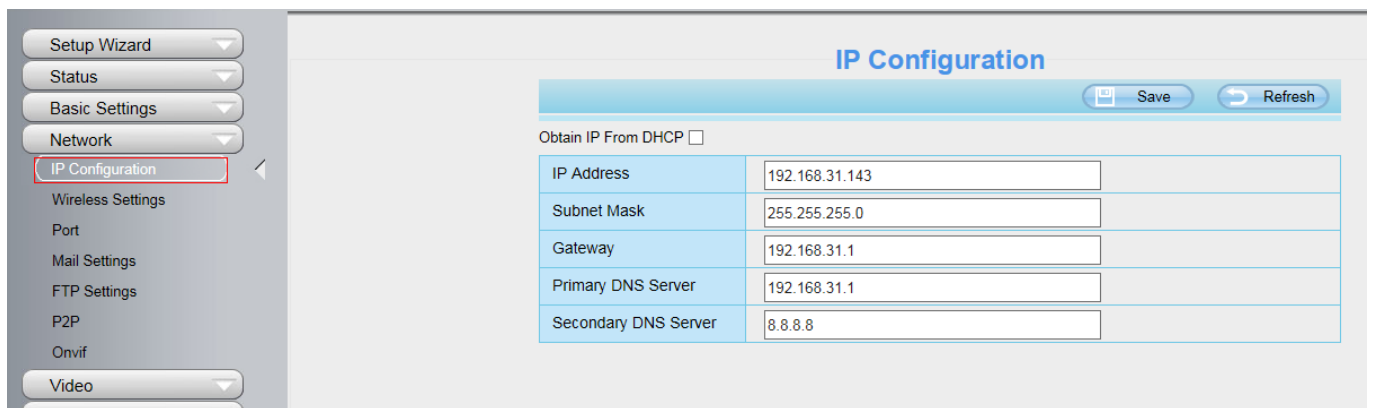 Setup Wizard
Status
Basic Settings
Network
IP Configuration
Wireless Settings
Port
Mail Settings
FTP Settings
P2P
Onvif
Video
IP Configuration
Save Refresh
Obtain IP From DHCP
IP Address 192.168.31.143
Subnet Mask 255.255.255.0
Gateway 192.168.31.1
Primary DNS Server 192.168.31.1
Secondary DNS Server 8.8.8.8